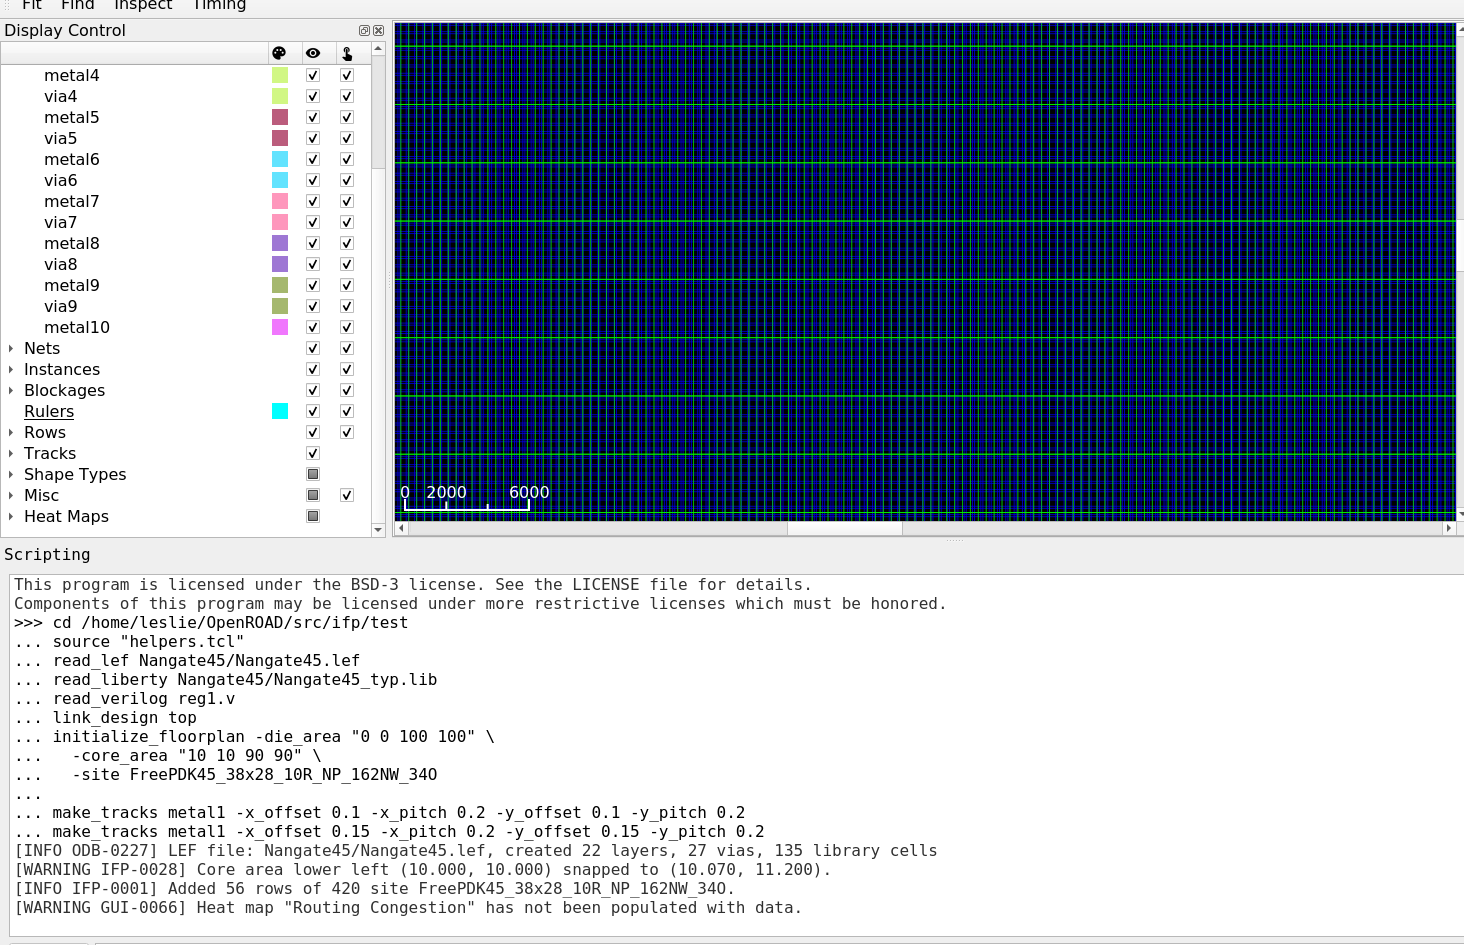 Fit Find Inspect Timing
Display Control
metal4
via4
metal5
via5
metal6
via6
metal7
via7
metal8
via8
metal9
via9
metal10
Nets
Instances
Blockages
Rulers
Rows
Tracks
Shape Types
Misc
Heat Maps
0 2000 6000
Scripting
This program is licensed under the BSD-3 license. See the LICENSE file for details.
Components of this program may be licensed under more restrictive licenses which must be honored.
>>> cd /home/leslie/OpenROAD/src/ifp/test
... source "helpers.tcl"
... read_lef Nangate45/Nangate45.lef
... read_liberty Nangate45/Nangate45_typ.lib
... read_verilog reg1.v
... link_design top
... initialize_floorplan -die_area "0 0 100 100" \
...   -core_area "10 10 90 90" \
...   -site FreePDK45_38x28_10R_NP_162NW_34O
...
... make_tracks metal1 -x_offset 0.1 -x_pitch 0.2 -y_offset 0.1 -y_pitch 0.2
... make_tracks metal1 -x_offset 0.15 -x_pitch 0.2 -y_offset 0.15 -y_pitch 0.2
[INFO ODB-0227] LEF file: Nangate45/Nangate45.lef, created 22 layers, 27 vias, 135 library cells
[WARNING IFP-0028] Core area lower left (10.000, 10.000) snapped to (10.070, 11.200).
[INFO IFP-0001] Added 56 rows of 420 site FreePDK45_38x28_10R_NP_162NW_34O.
[WARNING GUI-0066] Heat map "Routing Congestion" has not been populated with data.